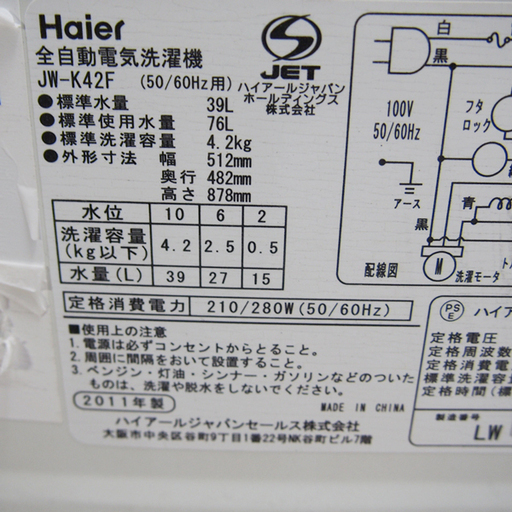 Haier
全自動電気洗濯機
JW-K42F (50/60Hz用)
JET
ハイアールジャパン
ホールディングス
株式会社
●標準水量 39L
●標準使用水量 76L
●標準洗濯容量 4.2kg
●外形寸法 幅 512mm
奥行 482mm
高さ 878mm
水位 10 6 2
洗濯容量(kg以下) 4.2 2.5 0.5
水量(L) 39 27 15
定格消費電力 210/280W(50/60Hz)
■使用上の注意
1.電源は必ずコンセントからとること。
2.周囲に間隔をおいて設置すること。
3.ベンジン・灯油・シンナー・ガソリンなどのついた
ものは、洗濯や脱水をしないでください。
2011年製
MADE IN CHINA
ハイアールジャパンセールス株式会社
大阪市中央区谷町9丁目1番22号NK谷町ビル7階
白
黒
100V
50/60Hz
フタ
ロック
アース
青
黒
M
洗濯モータ
配線図
PS
E
ハイア
定格電圧
定格周波数
定格消費電
標準洗濯容
定格時間(標
製造番号
LW